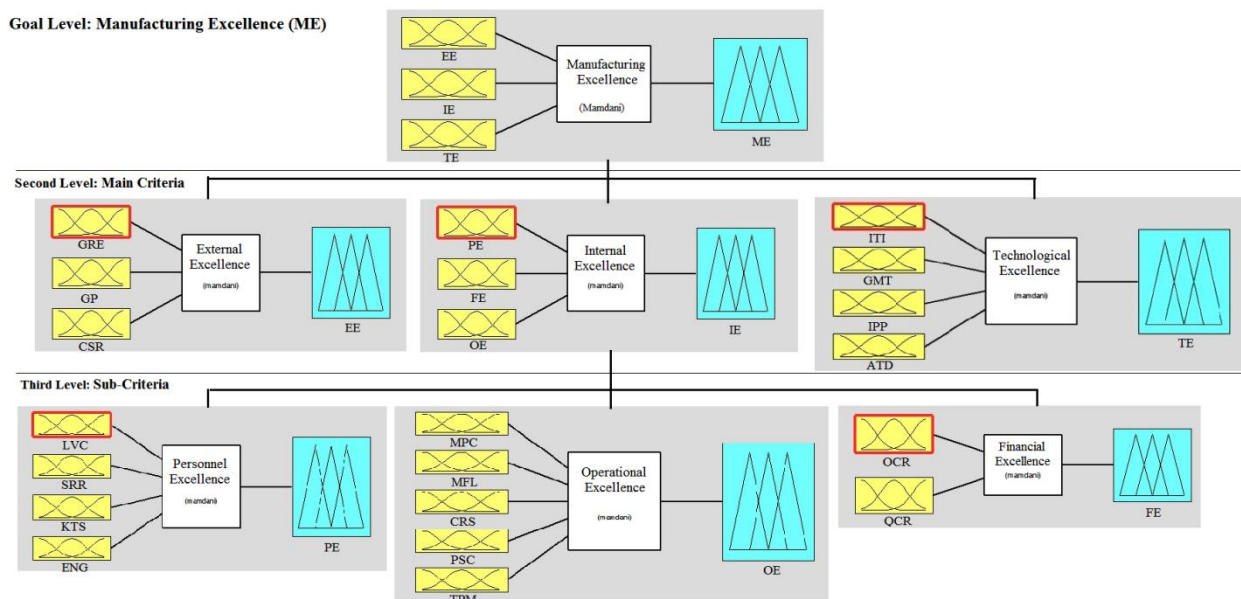 Goal Level: Manufacturing Excellence (ME)
EE
IE
TE
Manufacturing
Excellence
(Mamdani)
ME
Second Level: Main Criteria
GRE
GP
CSR
External
Excellence
(mamdani)
EE
PE
FE
OE
Internal
Excellence
(mamdani)
IE
ITI
GMT
IPP
ATD
Technological
Excellence
(mamdani)
TE
Third Level: Sub-Criteria
LVC
SRR
KTS
ENG
Personnel
Excellence
(mamdani)
PE
MPC
MFL
CRS
PSC
TPM
Operational
Excellence
(mamdani)
OE
OCR
QCR
Financial
Excellence
(mamdani)
FE